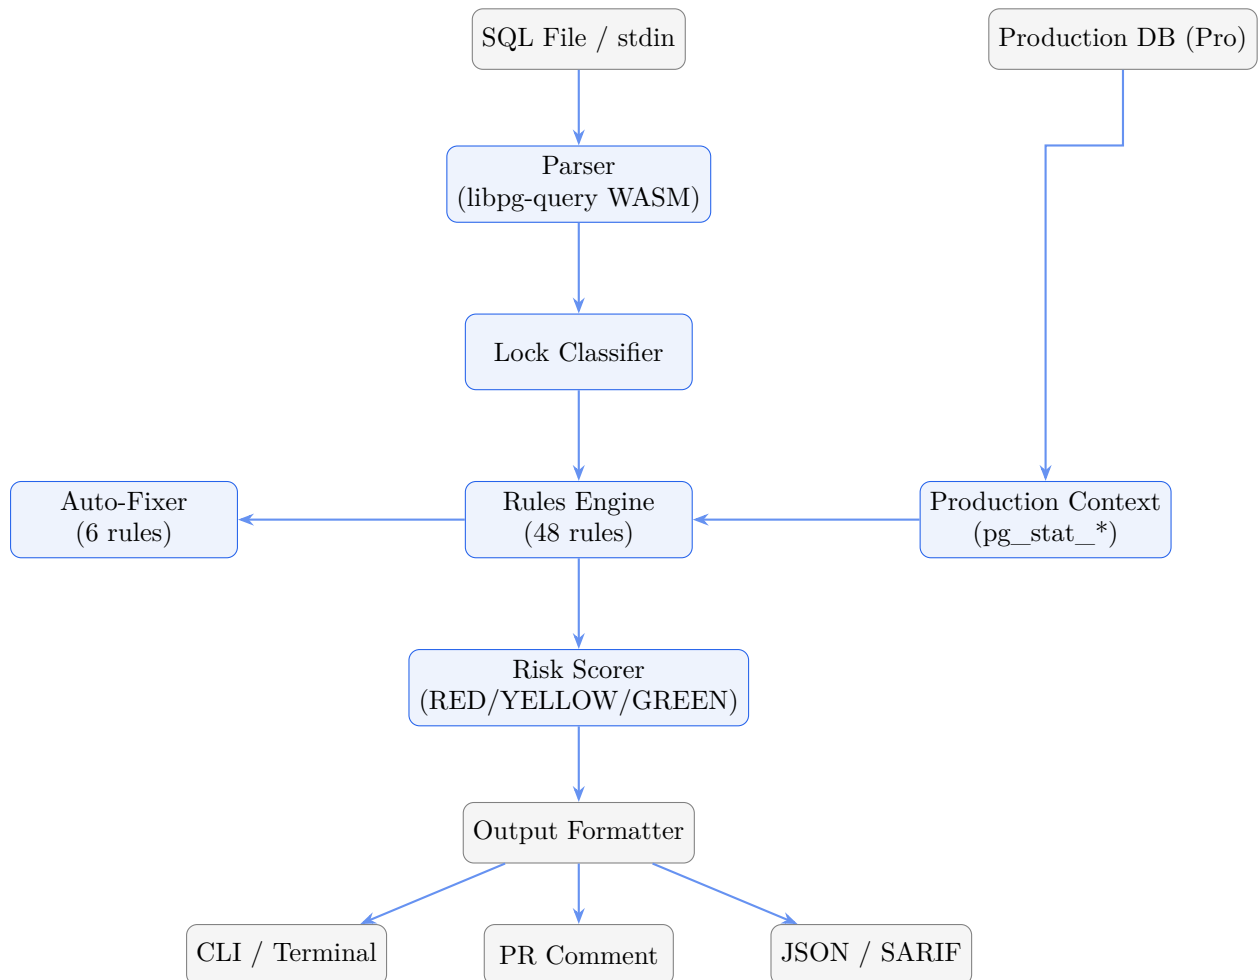 SQL File / stdin
Production DB (Pro)
Parser
(libpg-query WASM)
Lock Classifier
Auto-Fixer
(6 rules)
Rules Engine
(48 rules)
Production Context
(pg_stat_*)
Risk Scorer
(RED/YELLOW/GREEN)
Output Formatter
CLI / Terminal
PR Comment
JSON / SARIF